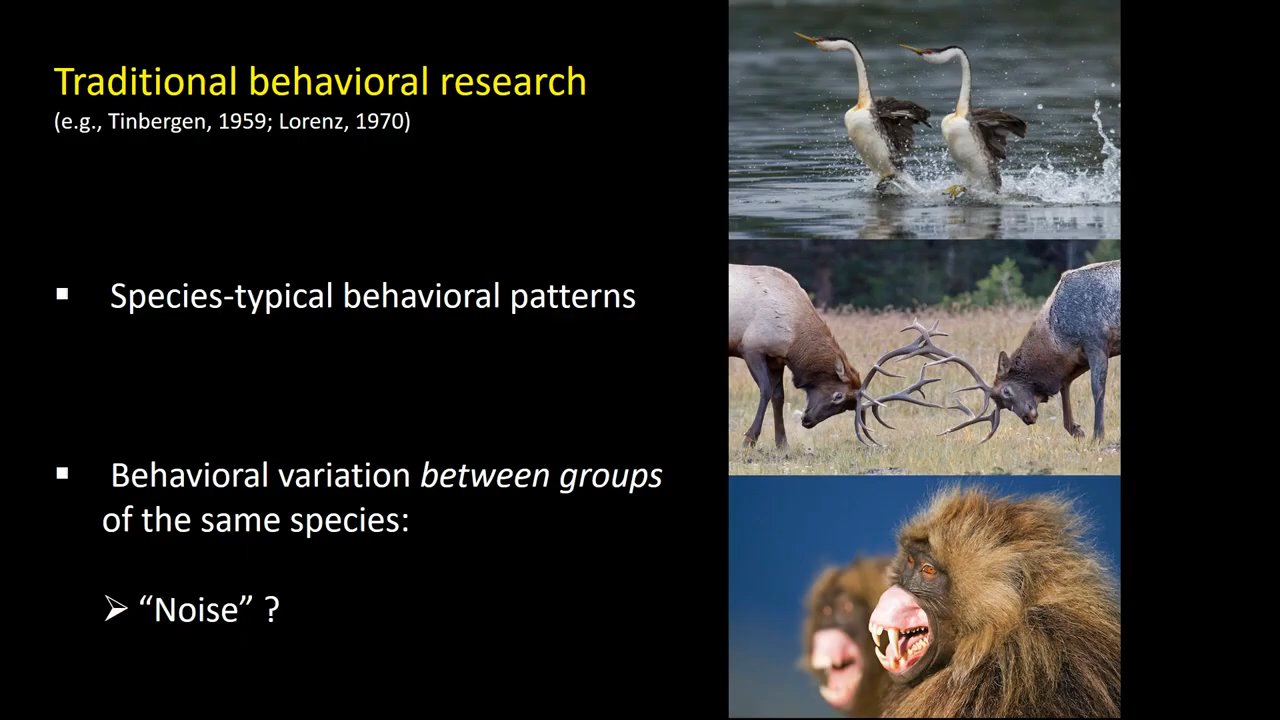 Traditional behavioral research
(e.g., Tinbergen, 1959; Lorenz, 1970)
▪ Species-typical behavioral patterns
▪ Behavioral variation between groups
of the same species:
➢ “Noise” ?